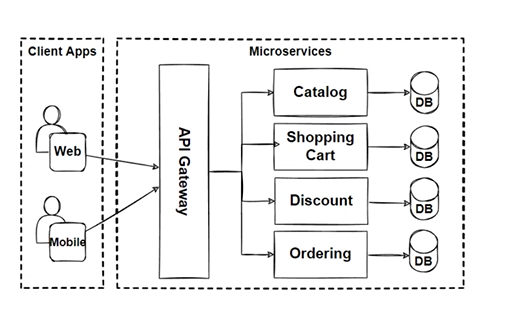 Client Apps
Microservices
Web
Mobile
API Gateway
Catalog
DB
Shopping
Cart
DB
Discount
DB
Ordering
DB